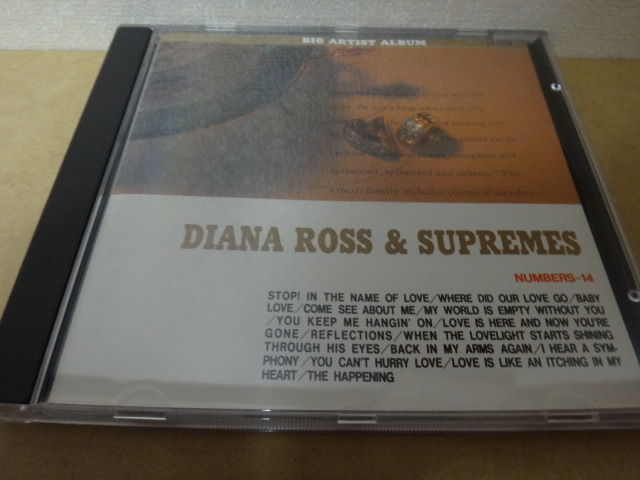 BIG ARTIST ALBUM
DIANA ROSS & SUPREMES
NUMBERS-14
STOP! IN THE NAME OF LOVE/WHERE DID OUR LOVE GO/BABY
LOVE/COME SEE ABOUT ME/MY WORLD IS EMPTY WITHOUT YOU
/YOU KEEP ME HANGIN' ON/LOVE IS HERE AND NOW YOU'RE
GONE/REFLECTIONS/WHEN THE LOVELIGHT STARTS SHINING
THROUGH HIS EYES/BACK IN MY ARMS AGAIN/I HEAR A SYM-
PHONY/YOU CAN'T HURRY LOVE/LOVE IS LIKE AN ITCHING IN MY
HEART/THE HAPPENING